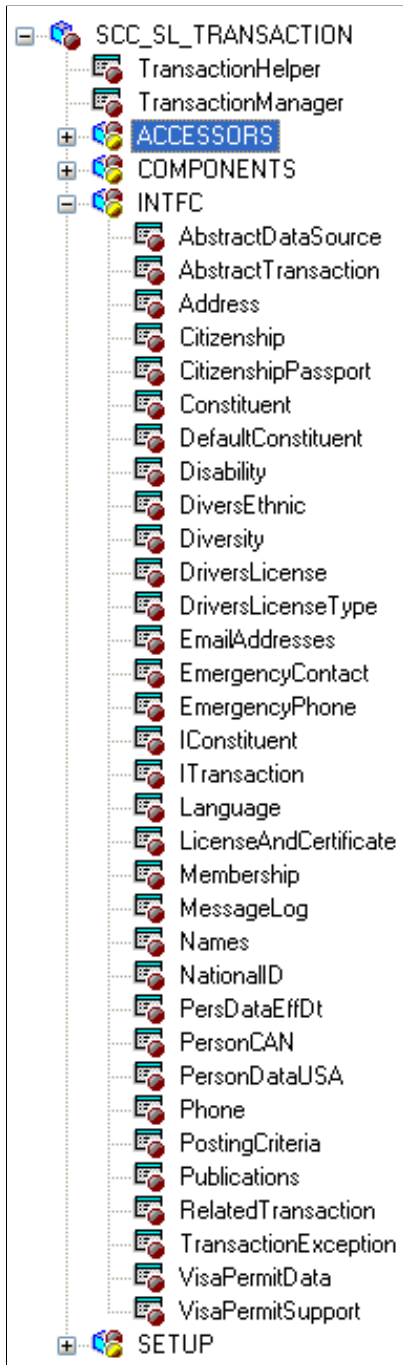 SCC_SL_TRANSACTION
TransactionHelper
TransactionManager
ACCESSORS
COMPONENTS
INTFC
AbstractDataSource
AbstractTransaction
Address
Citizenship
CitizenshipPassport
Constituent
DefaultConstituent
Disability
DiversEthnic
Diversity
DriversLicense
DriversLicenseType
EmailAddresses
EmergencyContact
EmergencyPhone
IConstituent
ITransaction
Language
LicenseAndCertificate
Membership
MessageLog
Names
NationalID
PersDataEffDt
PersonCAN
PersonDataUSA
Phone
PostingCriteria
Publications
RelatedTransaction
TransactionException
VisaPermitData
VisaPermitSupport
SETUP